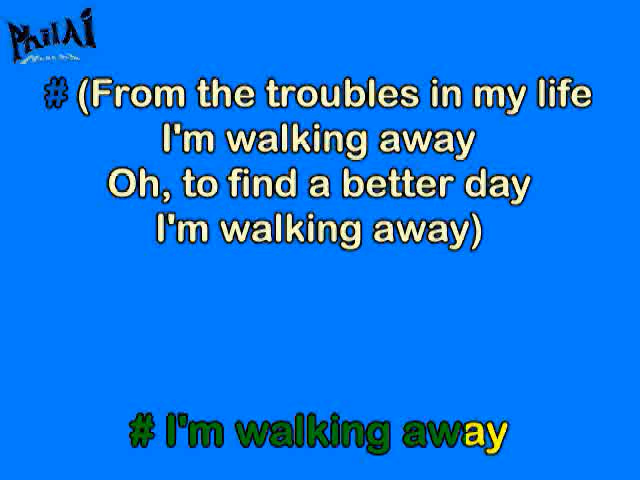 PhilAi
# (From the troubles in my life
I'm walking away
Oh, to find a better day
I'm walking away)
# I'm walking away